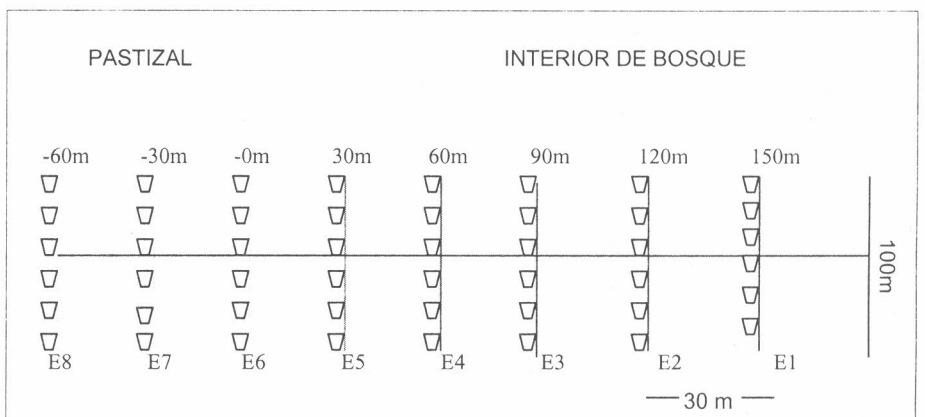 PASTIZAL INTERIOR DE BOSQUE
-60m -30m -0m 30m 60m 90m 120m 150m
100m
E8 E7 E6 E5 E4 E3 E2 E1
30 m